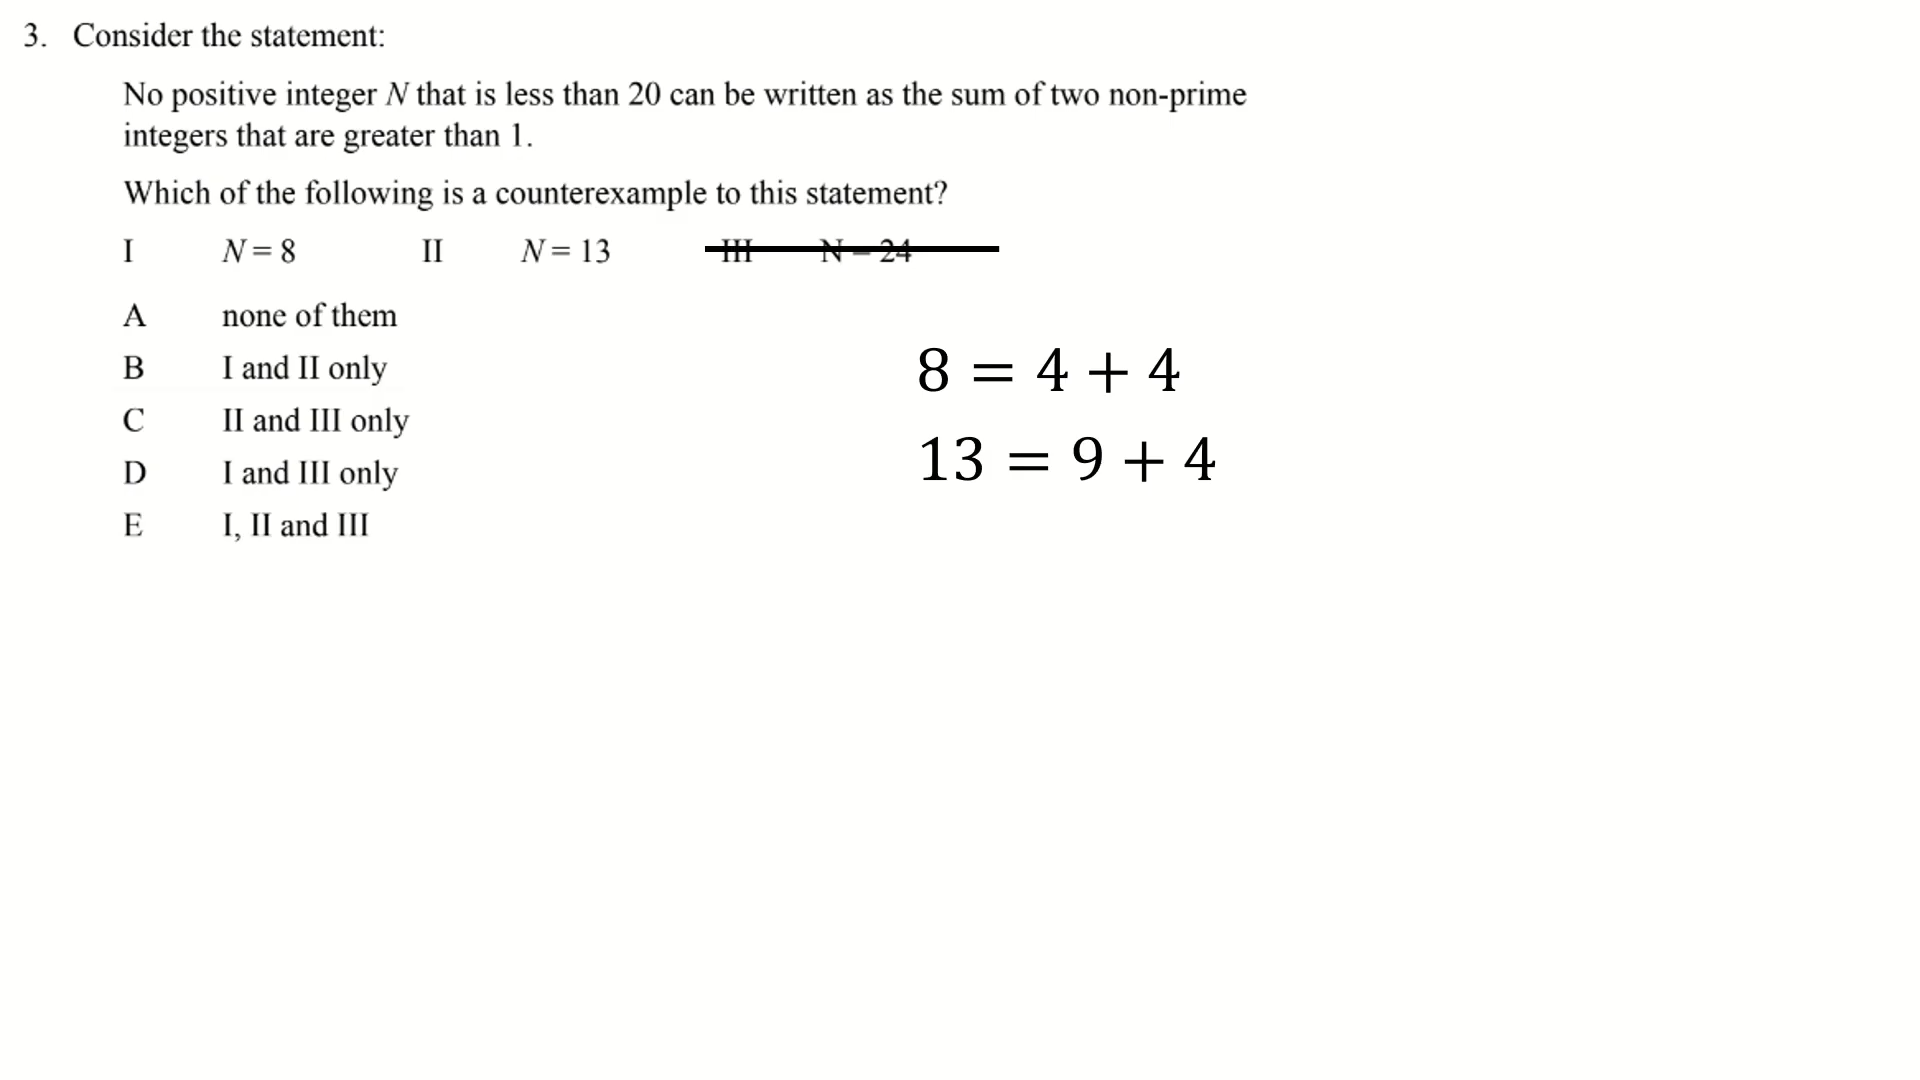 3. Consider the statement:
No positive integer N that is less than 20 can be written as the sum of two non-prime
integers that are greater than 1.
Which of the following is a counterexample to this statement?
I N = 8 II N = 13 III N = 24
A none of them
B I and II only
C II and III only
D I and III only
E I, II and III
8 = 4 + 4
13 = 9 + 4